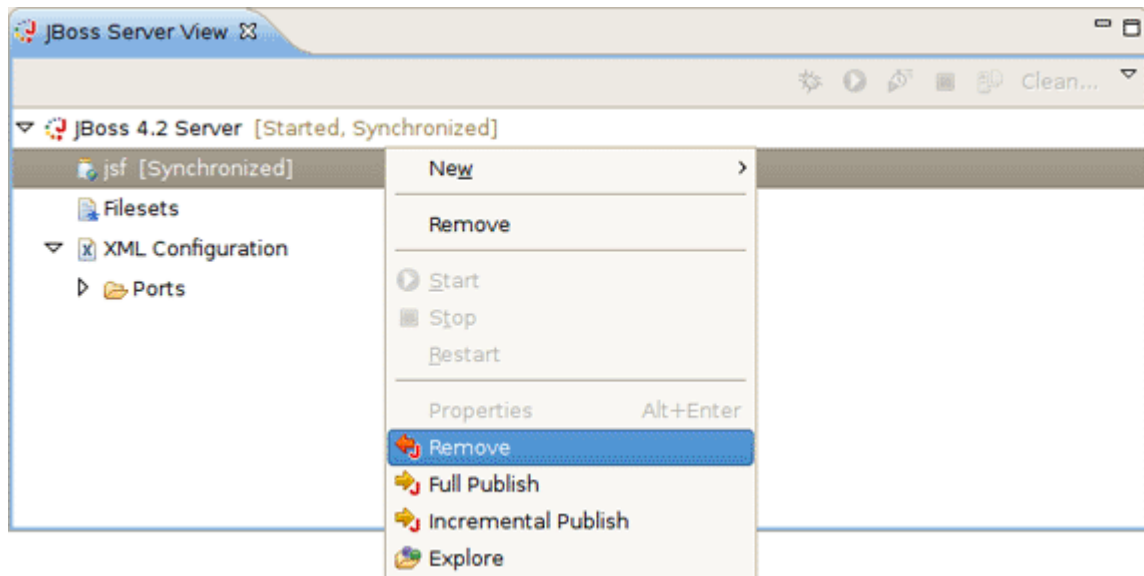 JBoss Server View
Clean...
JBoss 4.2 Server [Started, Synchronized]
jsf [Synchronized]
Filesets
XML Configuration
Ports
New
Remove
Start
Stop
Restart
Properties Alt+Enter
Remove
Full Publish
Incremental Publish
Explore